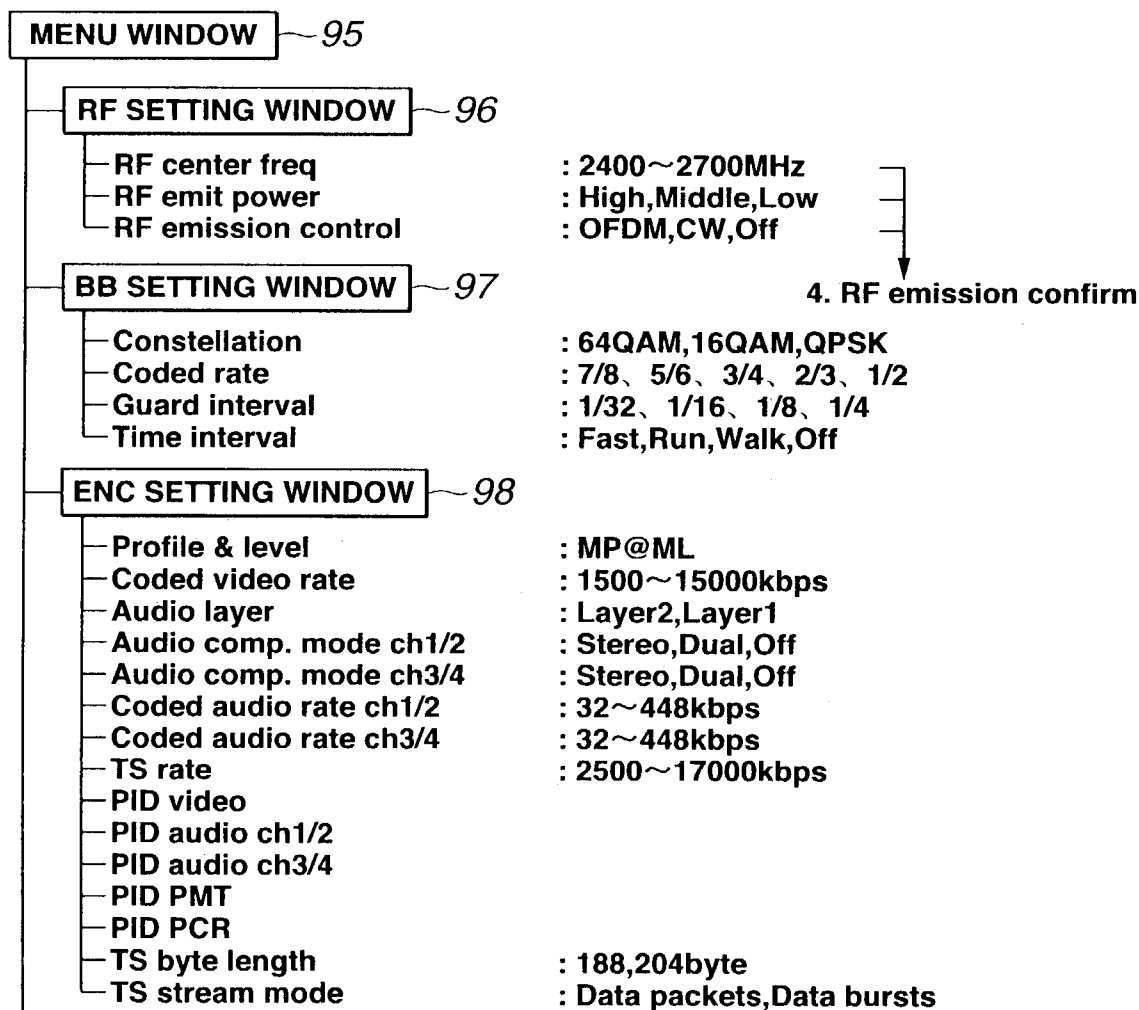 MENU WINDOW 95
RF SETTING WINDOW 96
RF center freq : 2400～2700MHz
RF emit power : High,Middle,Low
RF emission control : OFDM,CW,Off
4. RF emission confirm
BB SETTING WINDOW 97
Constellation : 64QAM,16QAM,QPSK
Coded rate : 7/8、5/6、3/4、2/3、1/2
Guard interval : 1/32、1/16、1/8、1/4
Time interval : Fast,Run,Walk,Off
ENC SETTING WINDOW 98
Profile & level : MP@ML
Coded video rate : 1500～15000kbps
Audio layer : Layer2,Layer1
Audio comp. mode ch1/2 : Stereo,Dual,Off
Audio comp. mode ch3/4 : Stereo,Dual,Off
Coded audio rate ch1/2 : 32～448kbps
Coded audio rate ch3/4 : 32～448kbps
TS rate : 2500～17000kbps
PID video
PID audio ch1/2
PID audio ch3/4
PID PMT
PID PCR
TS byte length : 188,204byte
TS stream mode : Data packets,Data bursts